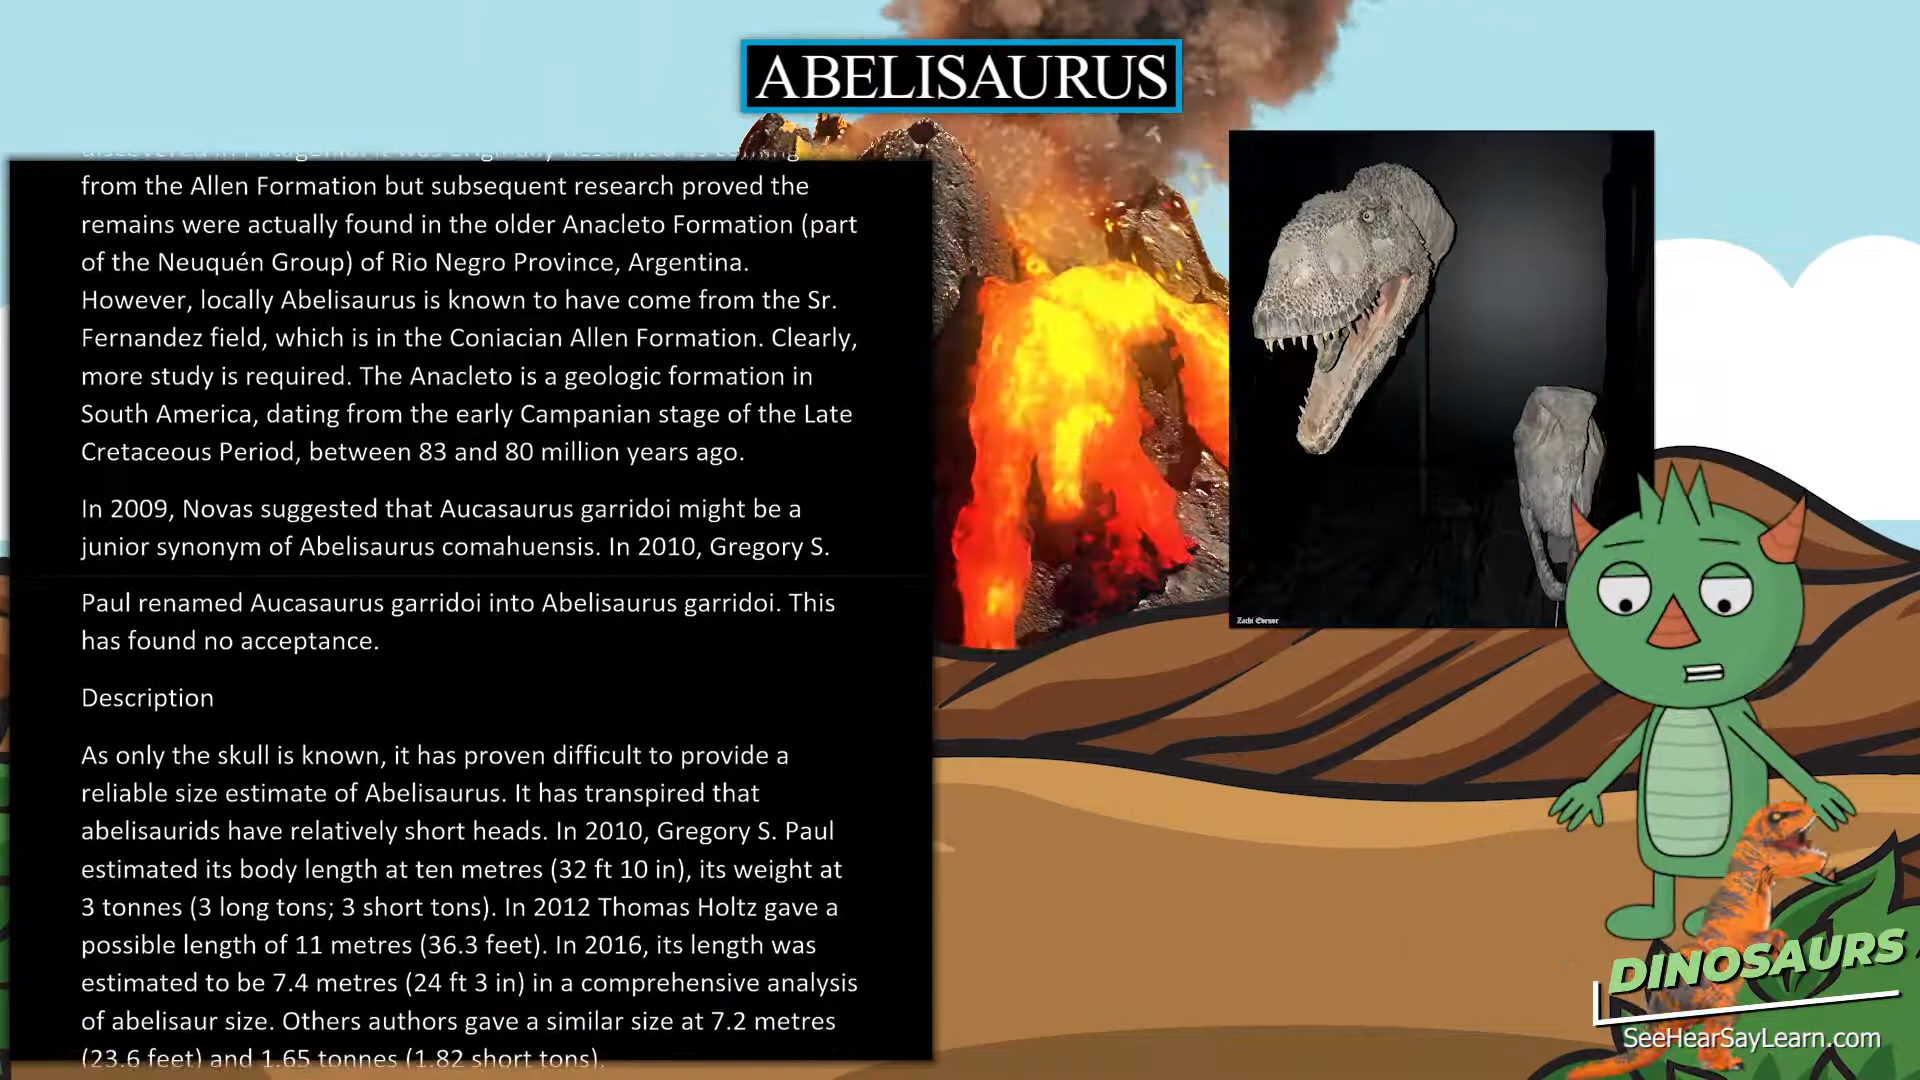 ABELISAURUS
from the Allen Formation but subsequent research proved the
remains were actually found in the older Anacleto Formation (part
of the Neuquén Group) of Rio Negro Province, Argentina.
However, locally Abelisaurus is known to have come from the Sr.
Fernandez field, which is in the Coniacian Allen Formation. Clearly,
more study is required. The Anacleto is a geologic formation in
South America, dating from the early Campanian stage of the Late
Cretaceous Period, between 83 and 80 million years ago.
In 2009, Novas suggested that Aucasaurus garridoi might be a
junior synonym of Abelisaurus comahuensis. In 2010, Gregory S.
Paul renamed Aucasaurus garridoi into Abelisaurus garridoi. This
has found no acceptance.
Description
As only the skull is known, it has proven difficult to provide a
reliable size estimate of Abelisaurus. It has transpired that
abelisaurids have relatively short heads. In 2010, Gregory S. Paul
estimated its body length at ten metres (32 ft 10 in), its weight at
3 tonnes (3 long tons; 3 short tons). In 2012 Thomas Holtz gave a
possible length of 11 metres (36.3 feet). In 2016, its length was
estimated to be 7.4 metres (24 ft 3 in) in a comprehensive analysis
of abelisaur size. Others authors gave a similar size at 7.2 metres
(23.6 feet) and 1.65 tonnes (1.82 short tons).
Zachi Evenor
DINOSAURS
SeeHearSayLearn.com